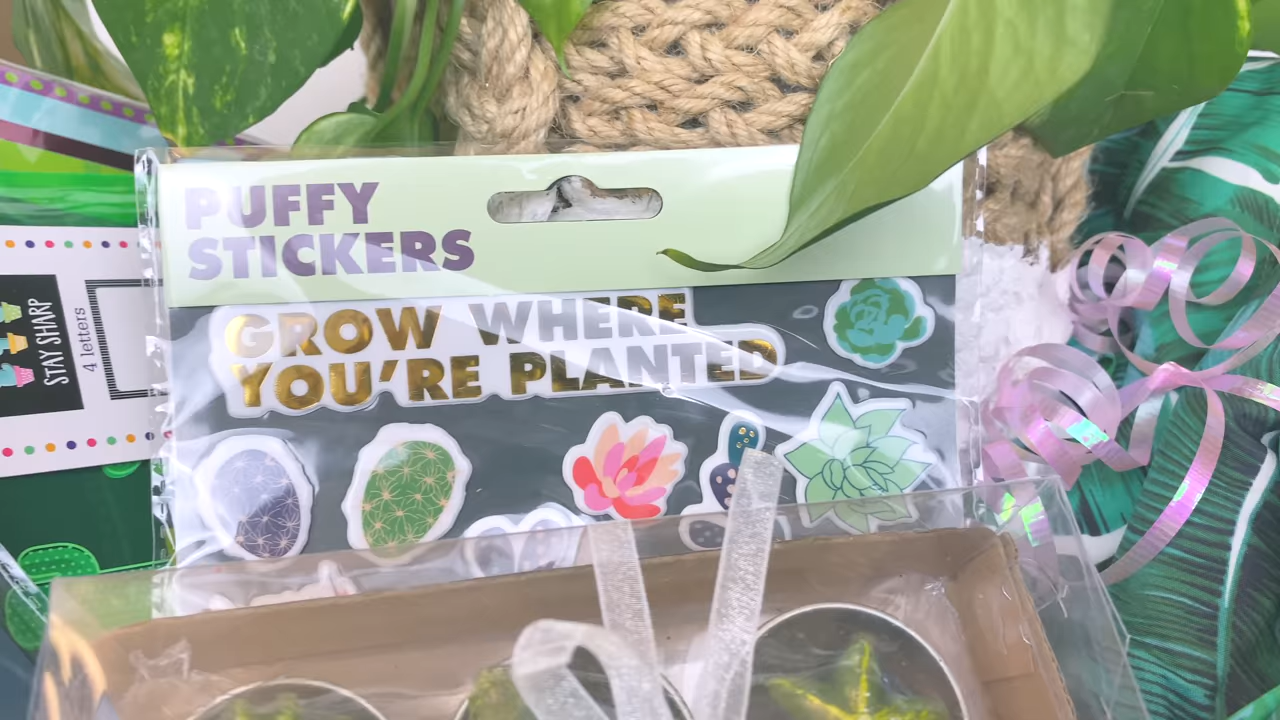 PUFFY
STICKERS
GROW WHERE
YOU'RE PLANTED
STAY SHARP
4 letters